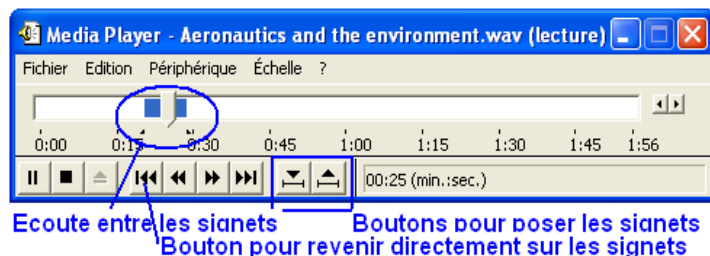 Media Player - Aeronautics and the environment.wav (lecture)
Fichier Edition Périphérique Échelle ?
0:00 0:15 0:30 0:45 1:00 1:15 1:30 1:45 1:56
00:25 (min.:sec.)
Ecoute entre les signets Boutons pour poser les signets
Bouton pour revenir directement sur les signets